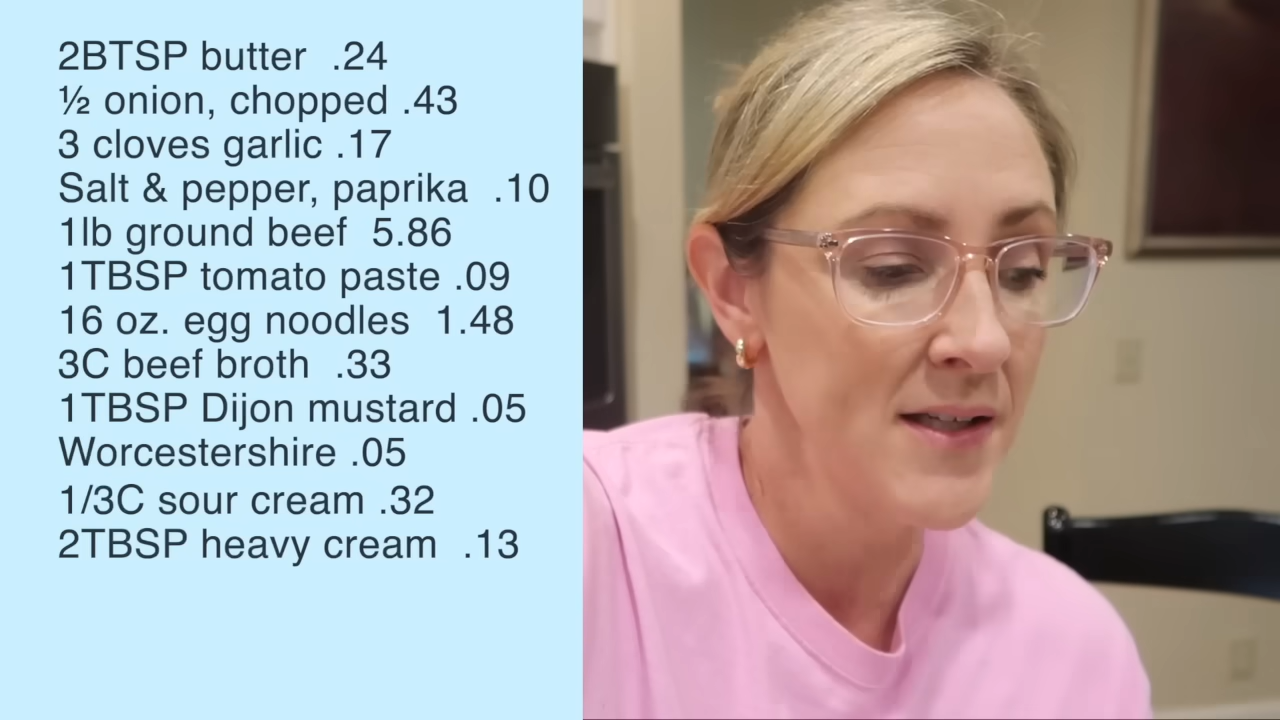 2BTSP butter .24
½ onion, chopped .43
3 cloves garlic .17
Salt & pepper, paprika .10
1lb ground beef 5.86
1TBSP tomato paste .09
16 oz. egg noodles 1.48
3C beef broth .33
1TBSP Dijon mustard .05
Worcestershire .05
1/3C sour cream .32
2TBSP heavy cream .13